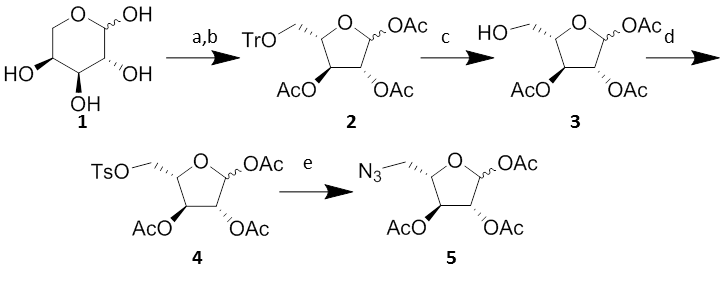 O OH
HO OH
OH
1
a,b
TrO O OAc
AcO OAc
2
c
HO O OAc
AcO OAc
3
d
TsO O OAc
AcO OAc
4
e
N3 O OAc
AcO OAc
5